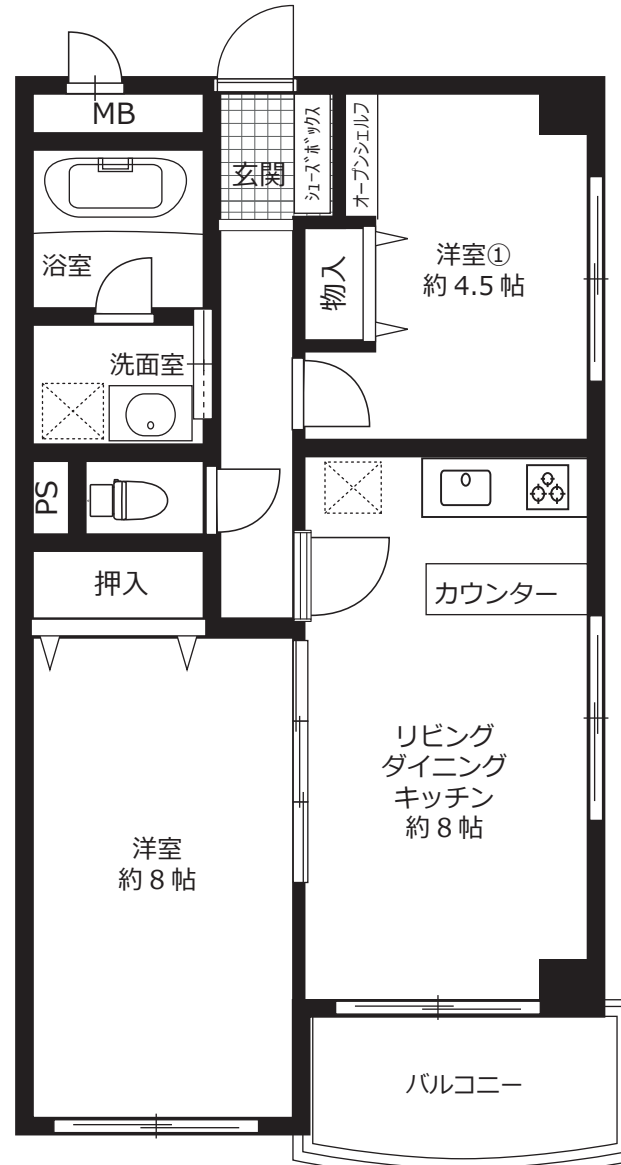 MB
玄関
シューズボックス
オープンシェルフ
浴室
物入
洋室①
約 4.5 帖
洗面室
PS
押入
カウンター
リビング
ダイニング
キッチン
約 8 帖
洋室
約 8 帖
バルコニー